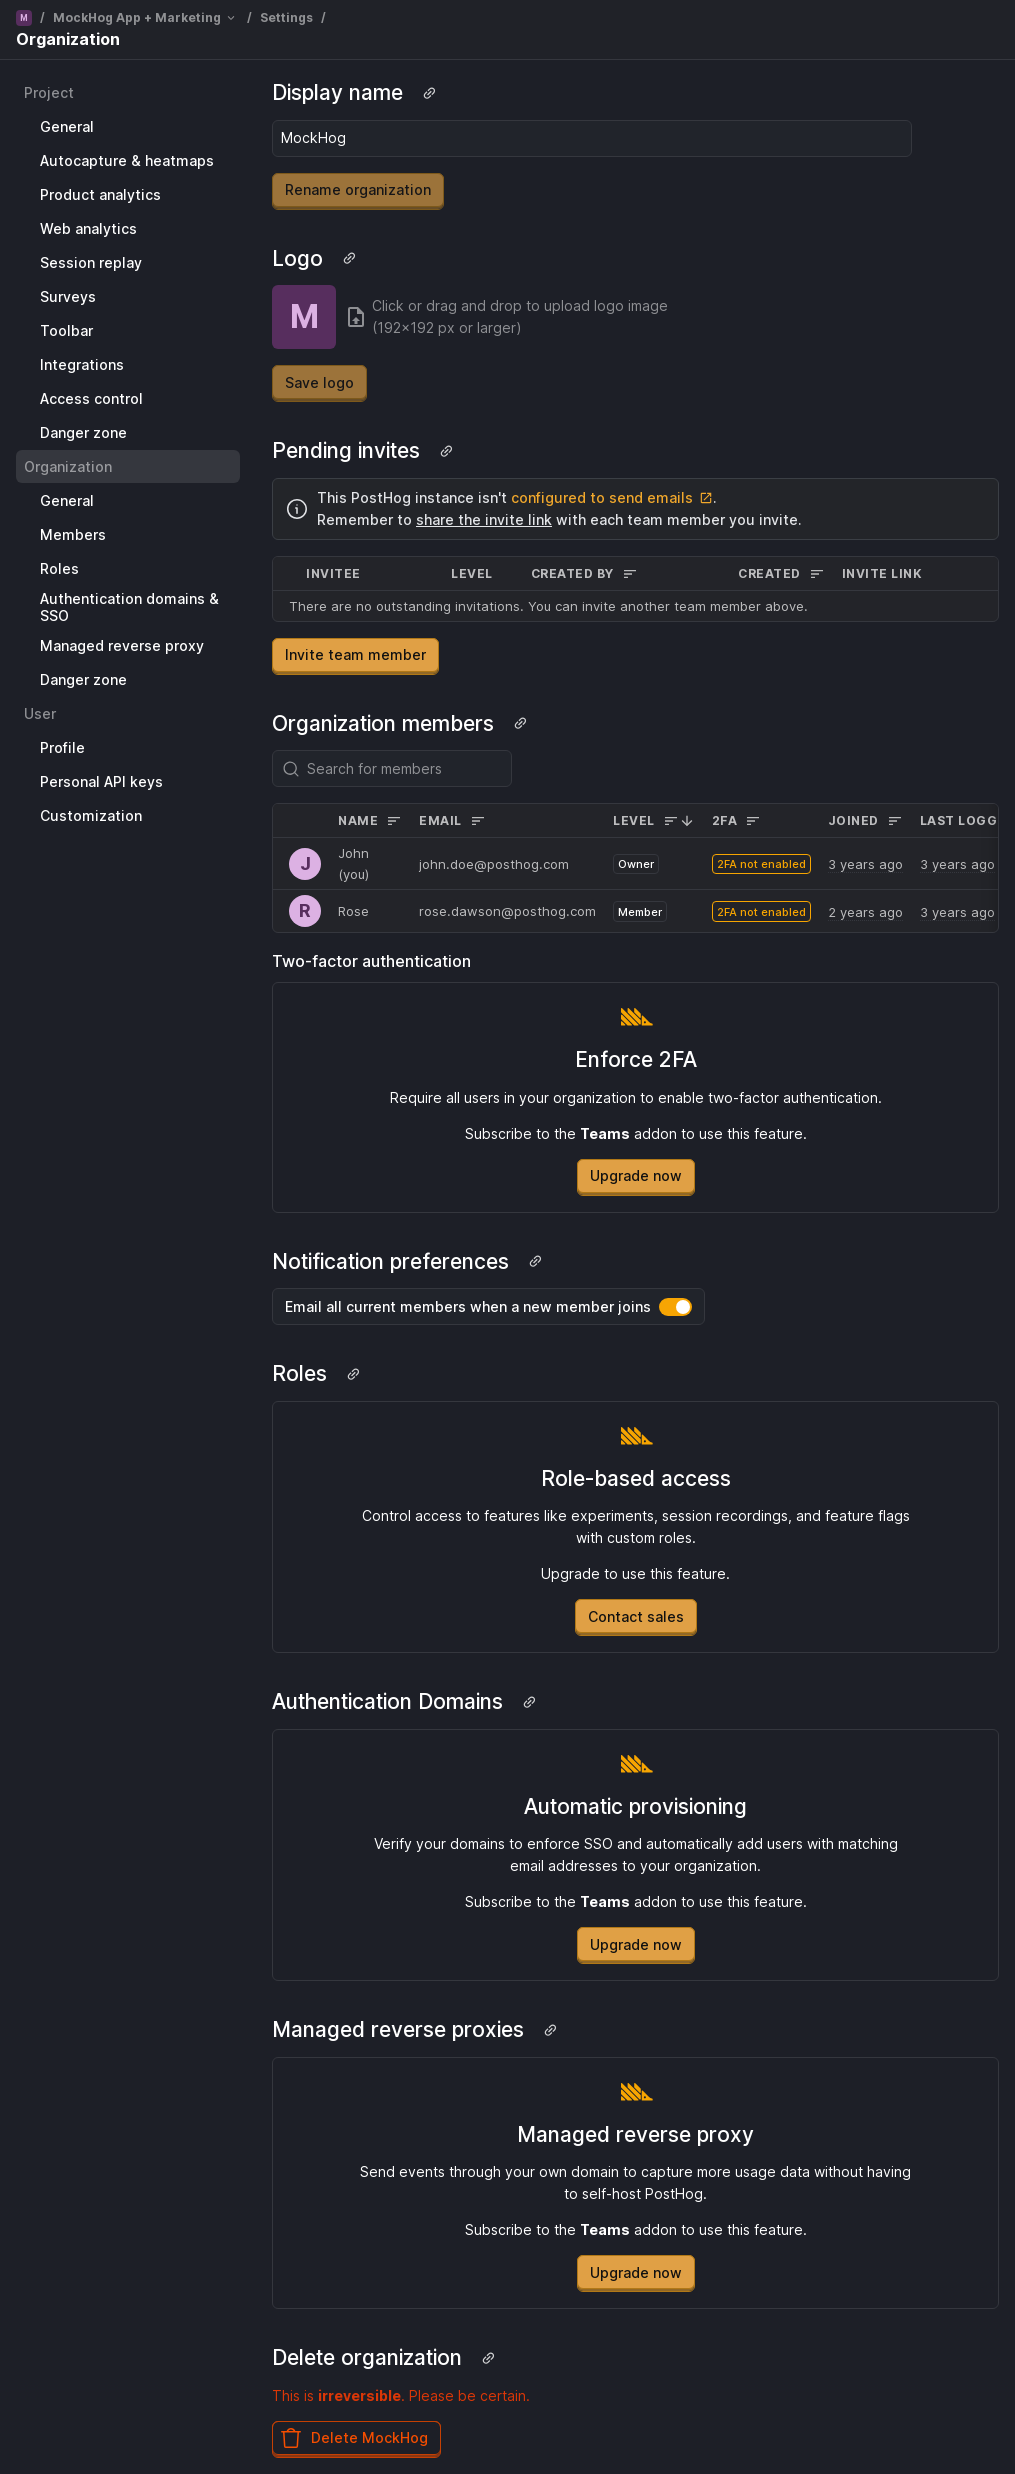 M / MockHog App + Marketing / Settings /
Organization
Project
General
Autocapture & heatmaps
Product analytics
Web analytics
Session replay
Surveys
Toolbar
Integrations
Access control
Danger zone
Organization
General
Members
Roles
Authentication domains &
SSO
Managed reverse proxy
Danger zone
User
Profile
Personal API keys
Customization
Display name
MockHog
Rename organization
Logo
M
Click or drag and drop to upload logo image
(192×192 px or larger)
Save logo
Pending invites
This PostHog instance isn't configured to send emails.
Remember to share the invite link with each team member you invite.
INVITEE LEVEL CREATED BY CREATED INVITE LINK
There are no outstanding invitations. You can invite another team member above.
Invite team member
Organization members
Search for members
NAME EMAIL LEVEL 2FA JOINED LAST LOGG
J John (you) john.doe@posthog.com Owner 2FA not enabled 3 years ago 3 years ago
R Rose rose.dawson@posthog.com Member 2FA not enabled 2 years ago 3 years ago
Two-factor authentication
Enforce 2FA
Require all users in your organization to enable two-factor authentication.
Subscribe to the Teams addon to use this feature.
Upgrade now
Notification preferences
Email all current members when a new member joins
Roles
Role-based access
Control access to features like experiments, session recordings, and feature flags
with custom roles.
Upgrade to use this feature.
Contact sales
Authentication Domains
Automatic provisioning
Verify your domains to enforce SSO and automatically add users with matching
email addresses to your organization.
Subscribe to the Teams addon to use this feature.
Upgrade now
Managed reverse proxies
Managed reverse proxy
Send events through your own domain to capture more usage data without having
to self-host PostHog.
Subscribe to the Teams addon to use this feature.
Upgrade now
Delete organization
This is irreversible. Please be certain.
Delete MockHog